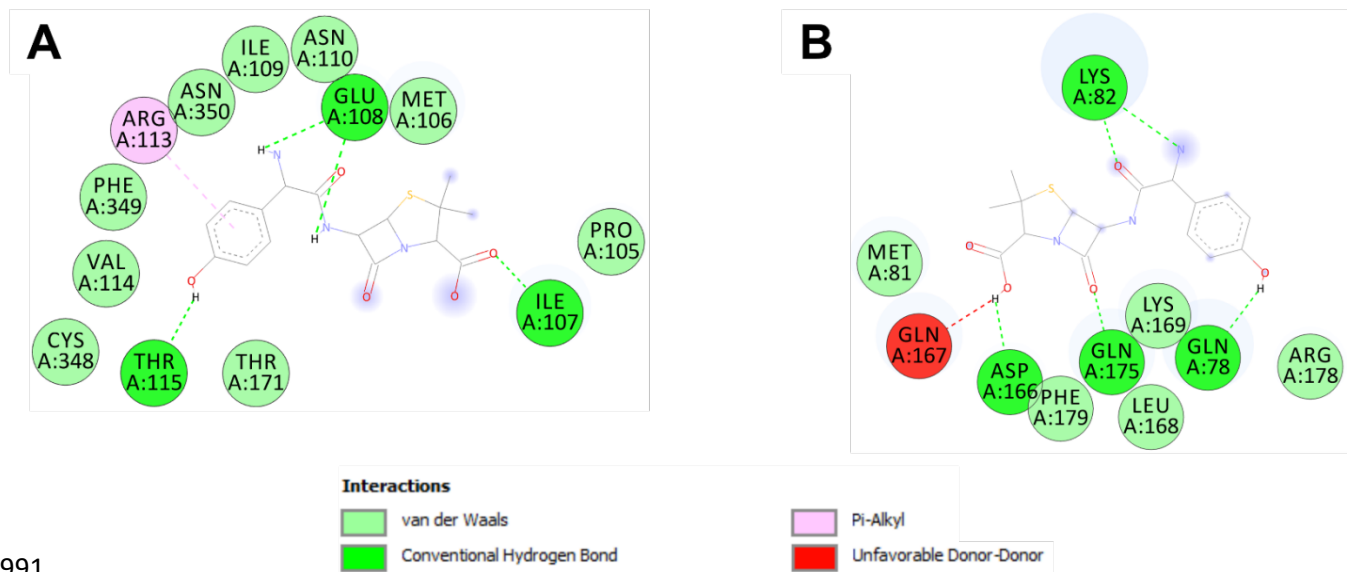 A
ASN
A:110
ILE
A:109
ASN
A:350
GLU
A:108
MET
A:106
ARG
A:113
PHE
A:349
VAL
A:114
CYS
A:348
THR
A:115
THR
A:171
PRO
A:105
ILE
A:107
H
N
O
S
N
H
N
O
O
O
O
H
B
LYS
A:82
MET
A:81
GLN
A:167
ASP
A:166
PHE
A:179
GLN
A:175
LYS
A:169
LEU
A:168
GLN
A:78
ARG
A:178
N
O
S
N
N
O
O
H
O
O
H
Interactions
van der Waals
Conventional Hydrogen Bond
Pi-Alkyl
Unfavorable Donor-Donor
991